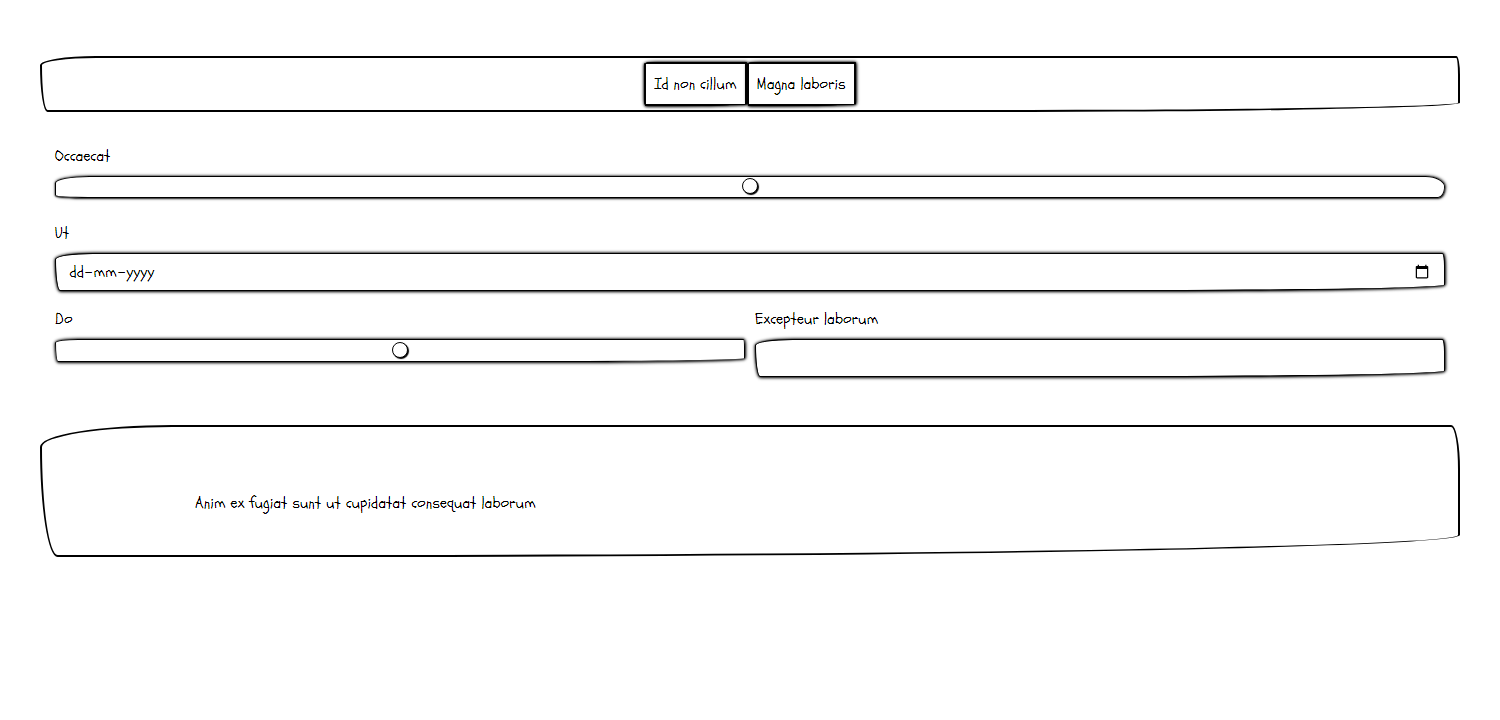 Id non cillum
Magna laboris
Occaecat
Ut
dd-mm-yyyy
Do
Excepteur laborum
Anim ex fugiat sunt ut cupidatat consequat laborum